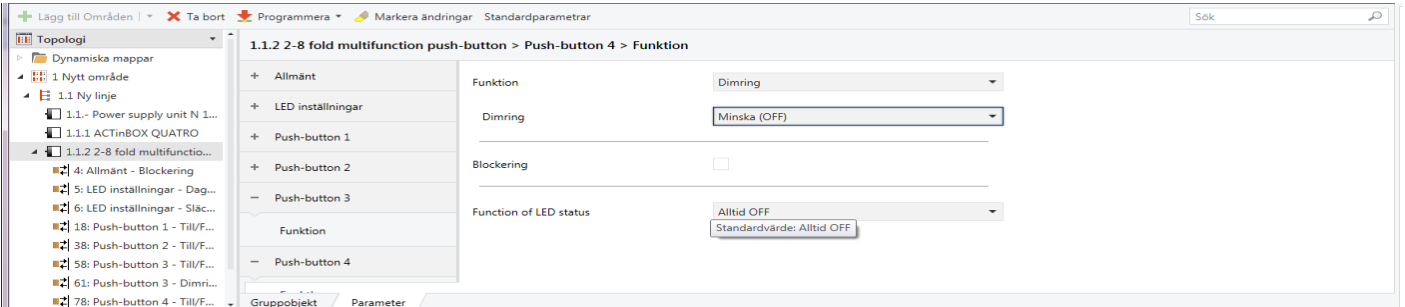 Lägg till Områden Ta bort Programmera Markera ändringar Standardparametrar Sök
Topologi
Dynamiska mappar
1 Nytt område
1.1 Ny linje
1.1.- Power supply unit N 1...
1.1.1 ACTinBOX QUATRO
1.1.2 2-8 fold multifunctio...
4: Allmänt - Blockering
5: LED inställningar - Dag...
6: LED inställningar - Släc...
18: Push-button 1 - Till/F...
38: Push-button 2 - Till/F...
58: Push-button 3 - Till/F...
61: Push-button 3 - Dimri...
78: Push-button 4 - Till/F...
1.1.2 2-8 fold multifunction push-button > Push-button 4 > Funktion
+ Allmänt
+ LED inställningar
+ Push-button 1
+ Push-button 2
− Push-button 3
Funktion
− Push-button 4
Funktion Dimring
Dimring Minska (OFF)
Blockering
Function of LED status Alltid OFF
Standardvärde: Alltid OFF
Gruppobjekt Parameter